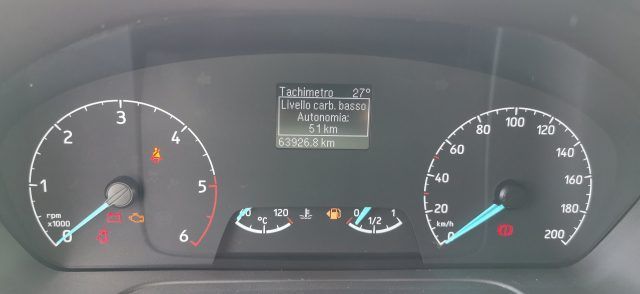 Tachimetro 27°
Livello carb. basso
Autonomia:
51 km
63926.8 km
0 1 2 3 4 5 6
rpm
x1000
120
°C
0 1/2 1
0 20 60 80 100 120 140 160 180 200
km/h